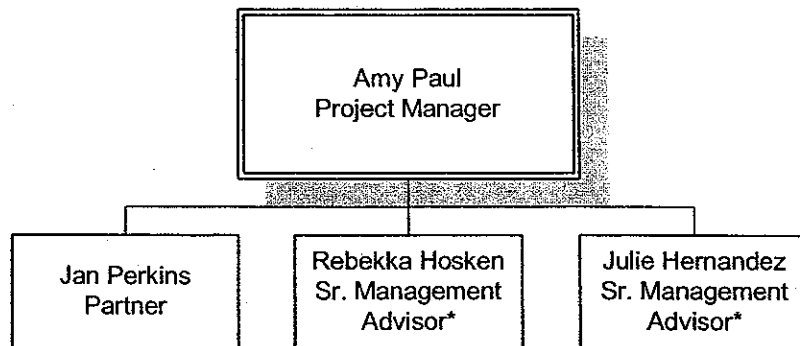 Amy Paul
Project Manager
Jan Perkins
Partner
Rebekka Hosken
Sr. Management
Advisor*
Julie Hernandez
Sr. Management
Advisor*